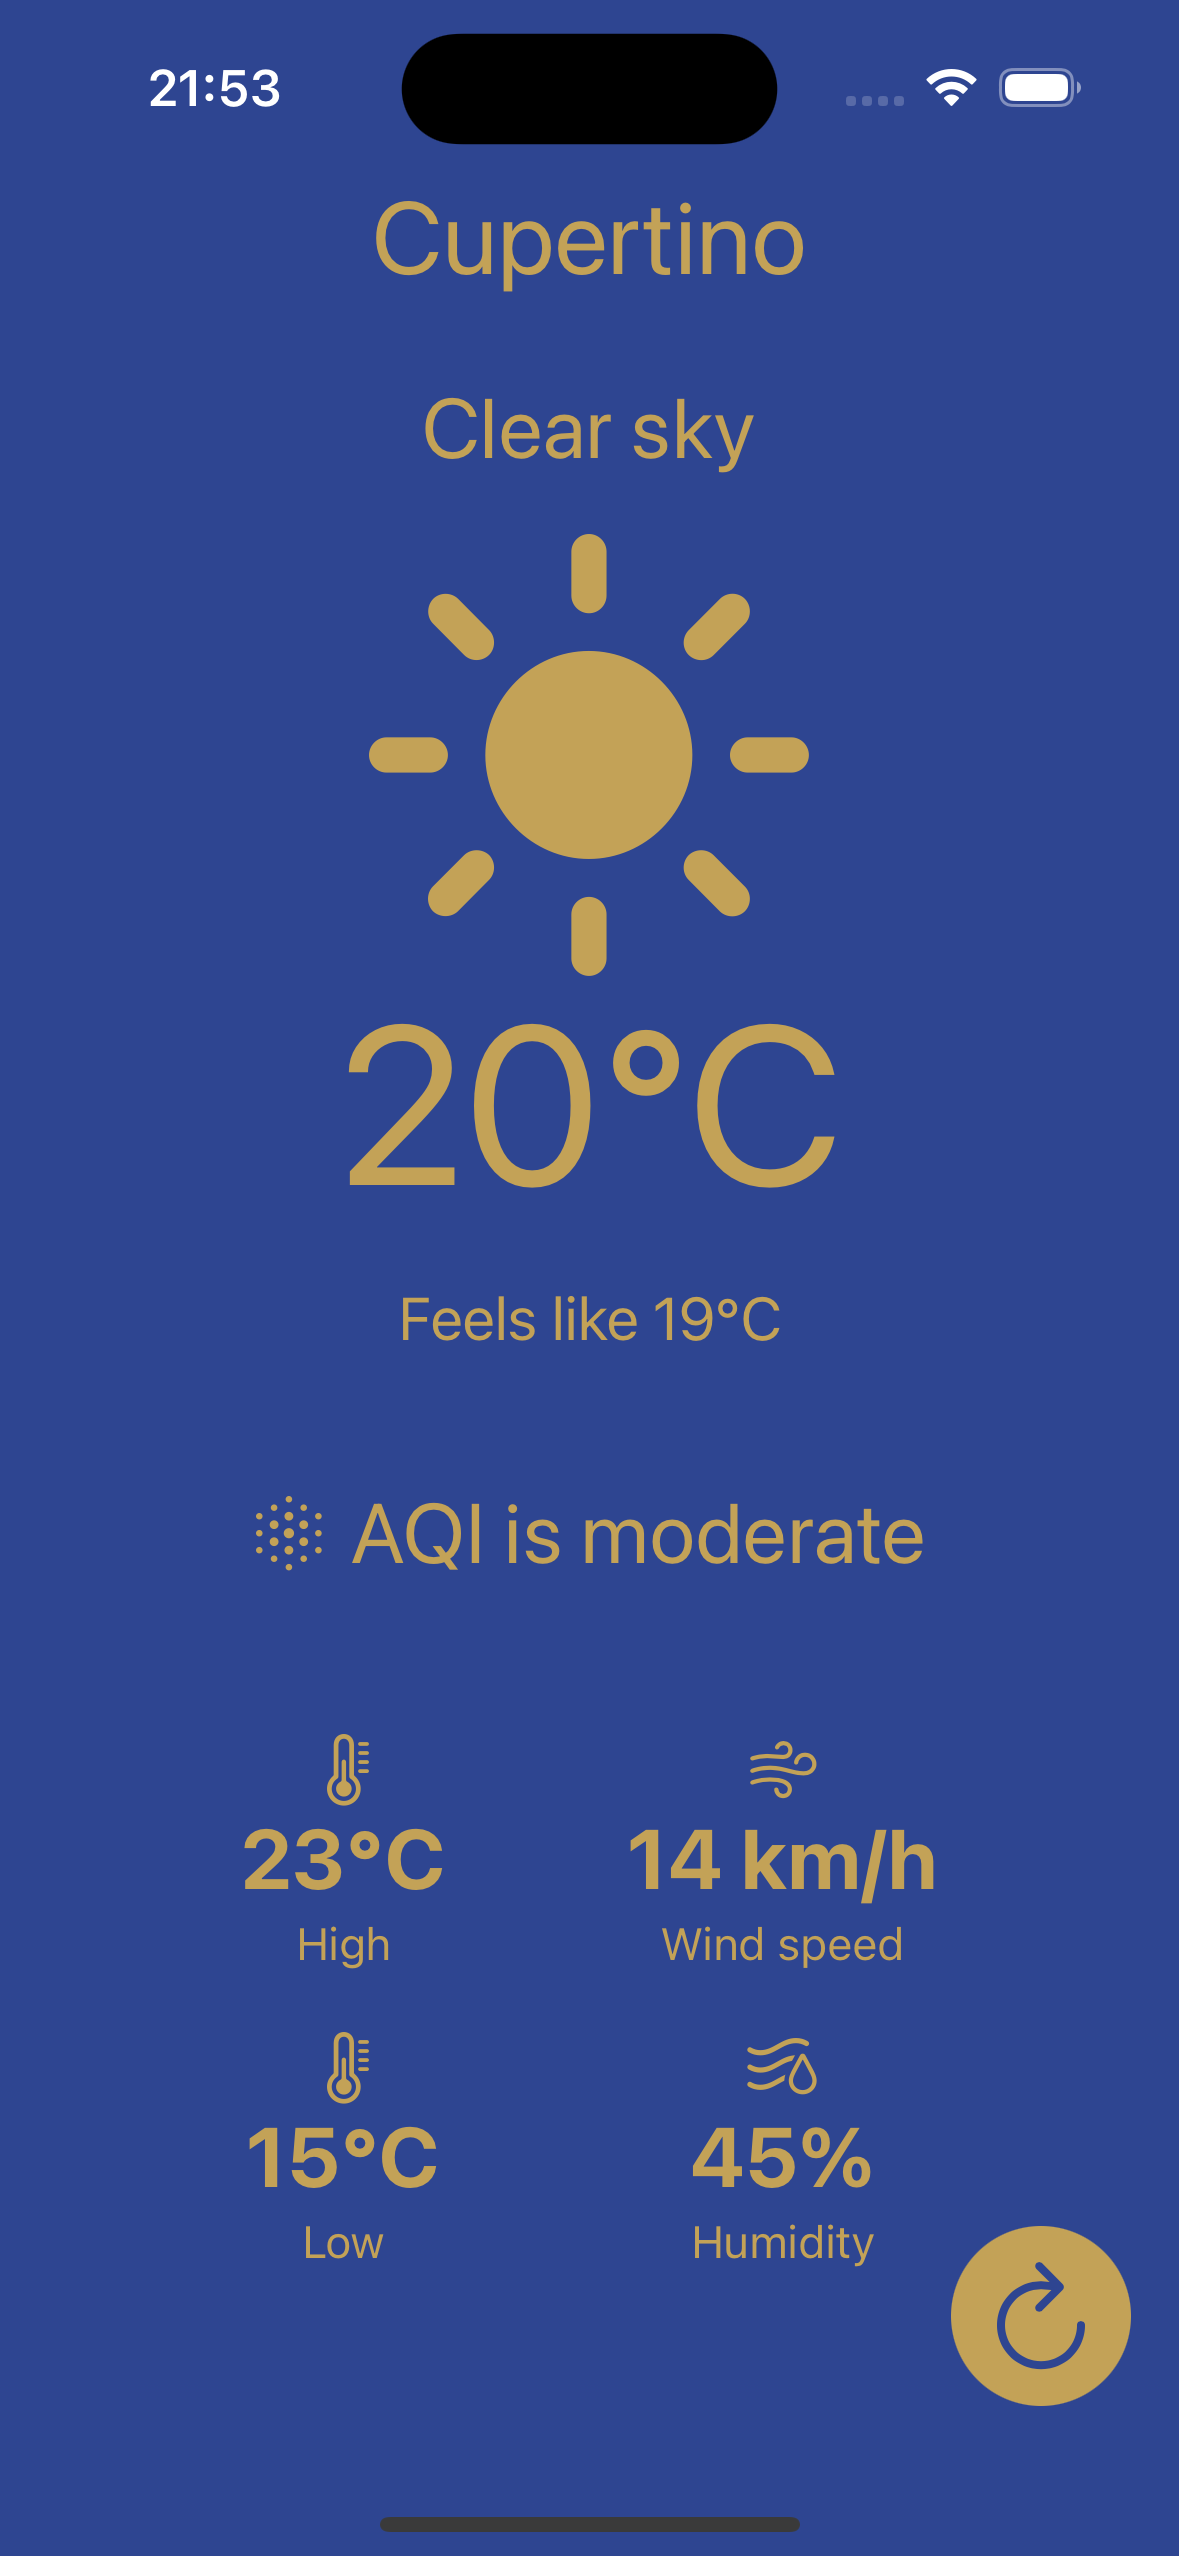 21:53
Cupertino
Clear sky
20°C
Feels like 19°C
AQI is moderate
23°C
High
14 km/h
Wind speed
15°C
Low
45%
Humidity